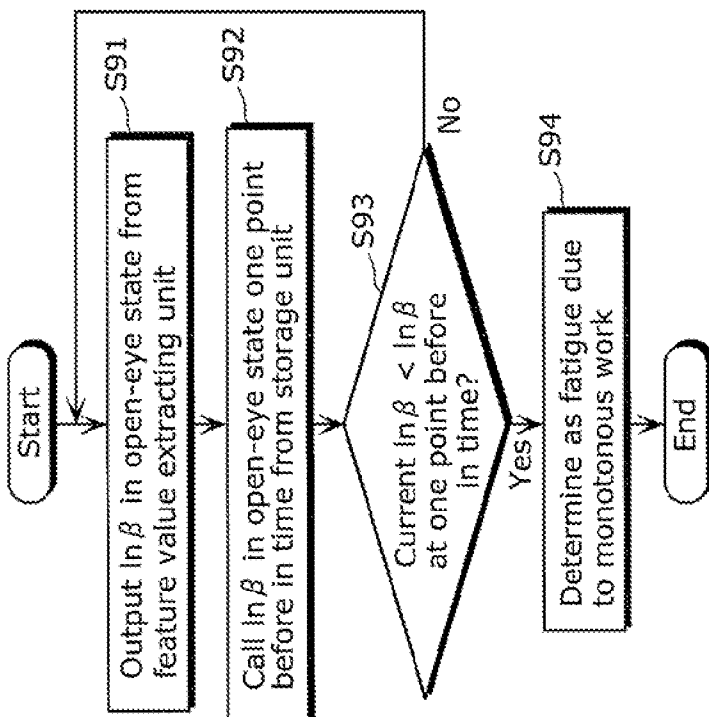 Start
Output lnβ in open-eye state from
feature value extracting unit
S91
Call lnβ in open-eye state one point
before in time from storage unit
S92
Current lnβ < lnβ
at one point before
in time?
S93
No
Yes
Determine as fatigue due
to monotonous work
S94
End